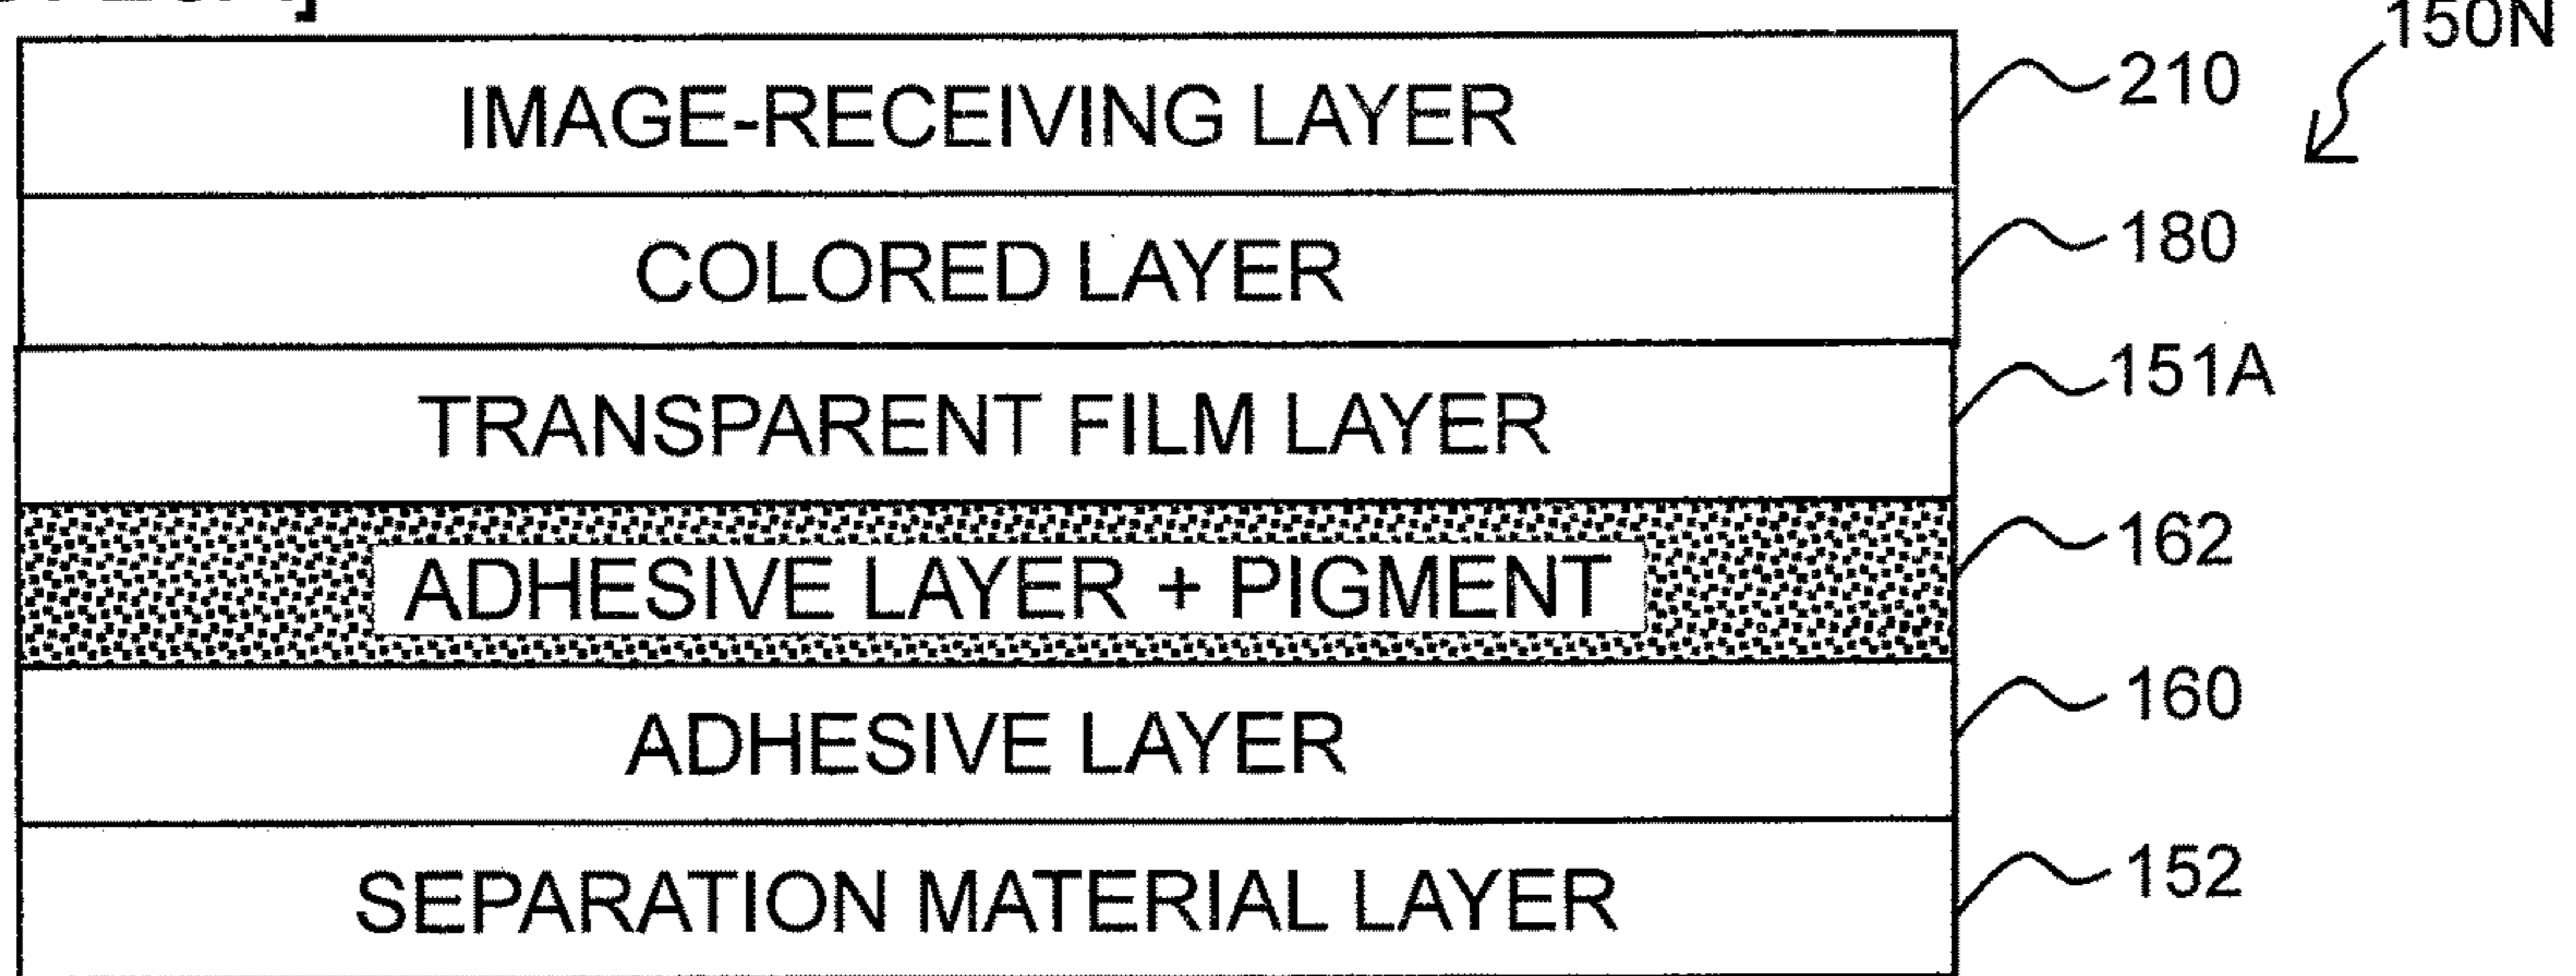 150N
IMAGE-RECEIVING LAYER 210
COLORED LAYER 180
TRANSPARENT FILM LAYER 151A
ADHESIVE LAYER + PIGMENT 162
ADHESIVE LAYER 160
SEPARATION MATERIAL LAYER 152